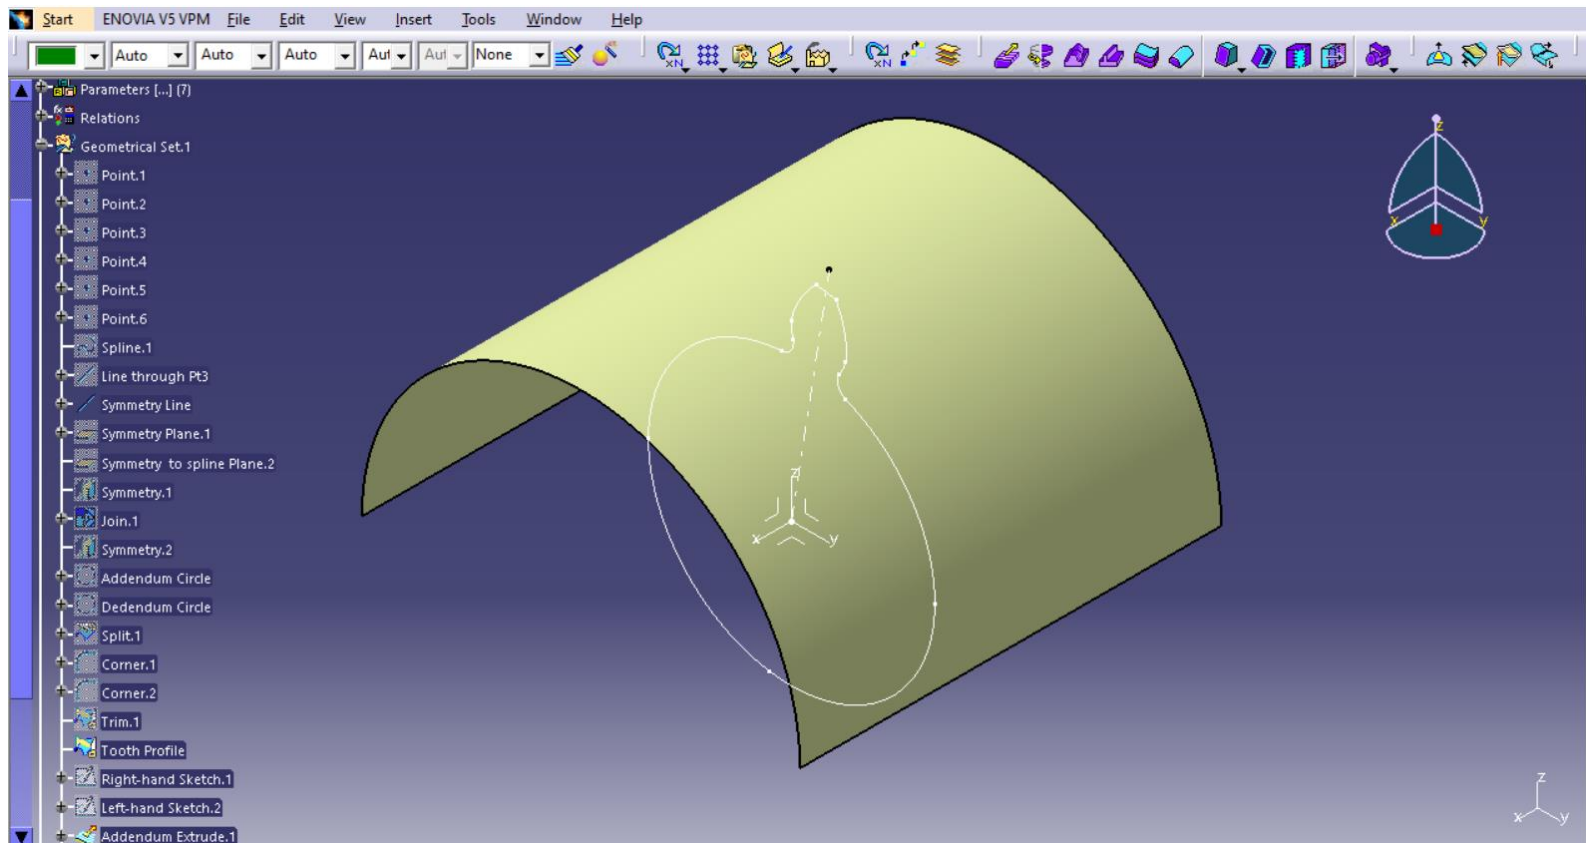 Start ENOVIA V5 VPM File Edit View Insert Tools Window Help
Auto Auto Auto Aut Aut None
Parameters [...] (7)
Relations
Geometrical Set.1
Point.1
Point.2
Point.3
Point.4
Point.5
Point.6
Spline.1
Line through Pt3
Symmetry Line
Symmetry Plane.1
Symmetry to spline Plane.2
Symmetry.1
Join.1
Symmetry.2
Addendum Circle
Dedendum Circle
Split.1
Corner.1
Corner.2
Trim.1
Tooth Profile
Right-hand Sketch.1
Left-hand Sketch.2
Addendum Extrude.1
z
x y
z
x y
z
x y